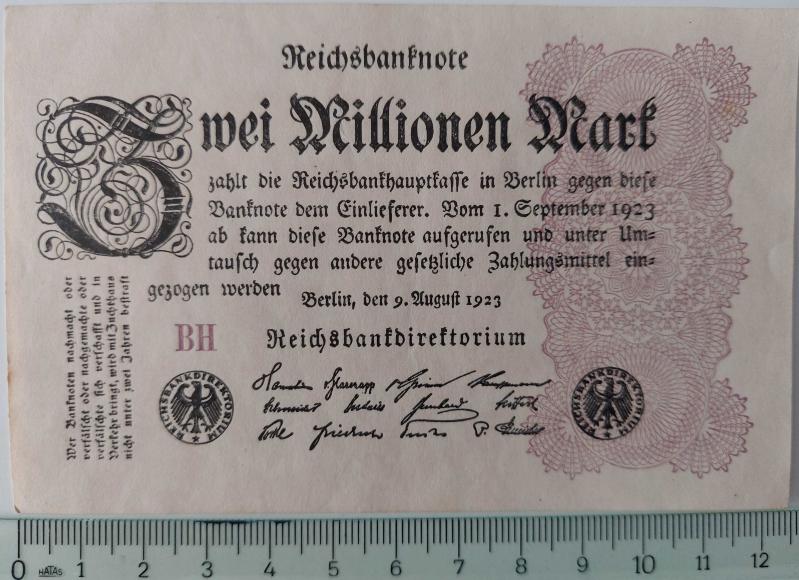 Reichsbanknote
Zwei Millionen Mark
zahlt die Reichsbankhauptkasse in Berlin gegen diese
Banknote dem Einlieferer. Vom 1. September 1923
ab kann diese Banknote aufgerufen und unter Um-
tausch gegen andere gesetzliche Zahlungsmittel ein-
gezogen werden
Berlin, den 9. August 1923
BH
Reichsbankdirektorium
Wer Banknoten nachmacht oder
verfälscht oder nachgemachte oder
verfälschte sich verschafft und in
Verkehr bringt, wird mit Zuchthaus
nicht unter zwei Jahren bestraft
REICHSBANKDIREKTORIUM
REICHSBANKDIREKTORIUM
0 HATAS 1 2 3 4 5 6 7 8 9 10 11 12